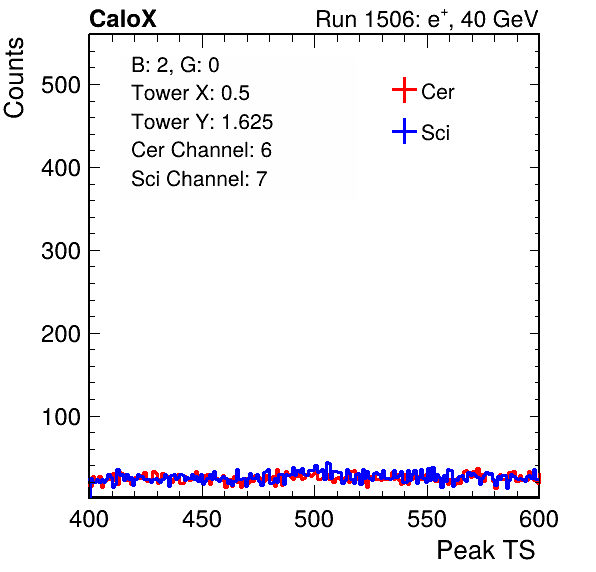 CaloX Run 1506: e⁺, 40 GeV
Counts
B: 2, G: 0
Tower X: 0.5
Tower Y: 1.625
Cer Channel: 6
Sci Channel: 7
Cer
Sci
500
400
300
200
100
400 450 500 550 600
Peak TS